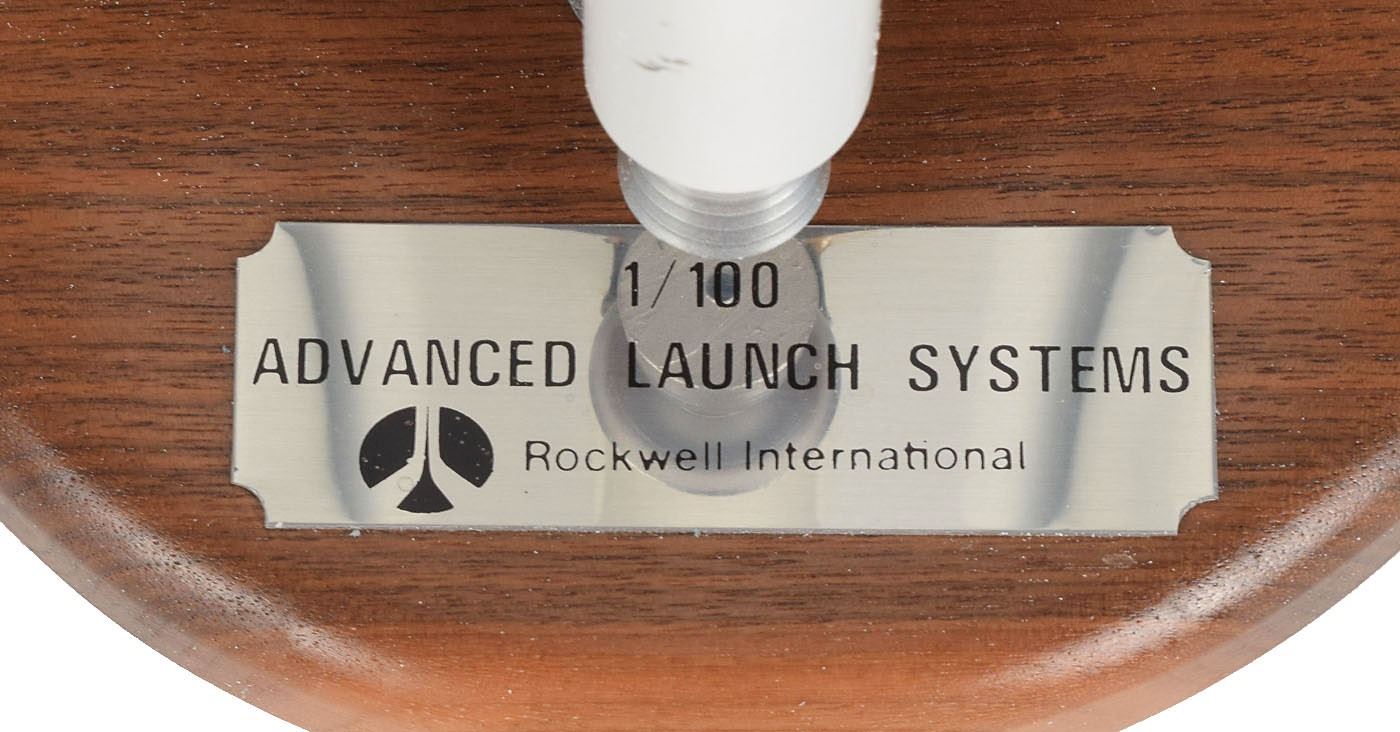 1/100
ADVANCED LAUNCH SYSTEMS
Rockwell International